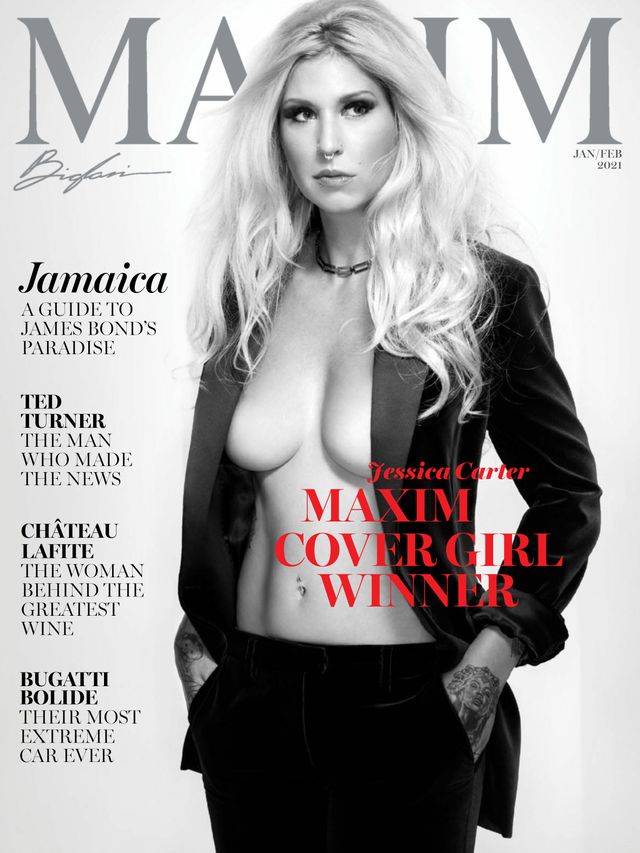 MAXIM
Biglari
JAN/FEB
2021
Jamaica
A GUIDE TO
JAMES BOND'S
PARADISE
TED
TURNER
THE MAN
WHO MADE
THE NEWS
CHÂTEAU
LAFITE
THE WOMAN
BEHIND THE
GREATEST
WINE
BUGATTI
BOLIDE
THEIR MOST
EXTREME
CAR EVER
Jessica Carter
MAXIM
COVER GIRL
WINNER